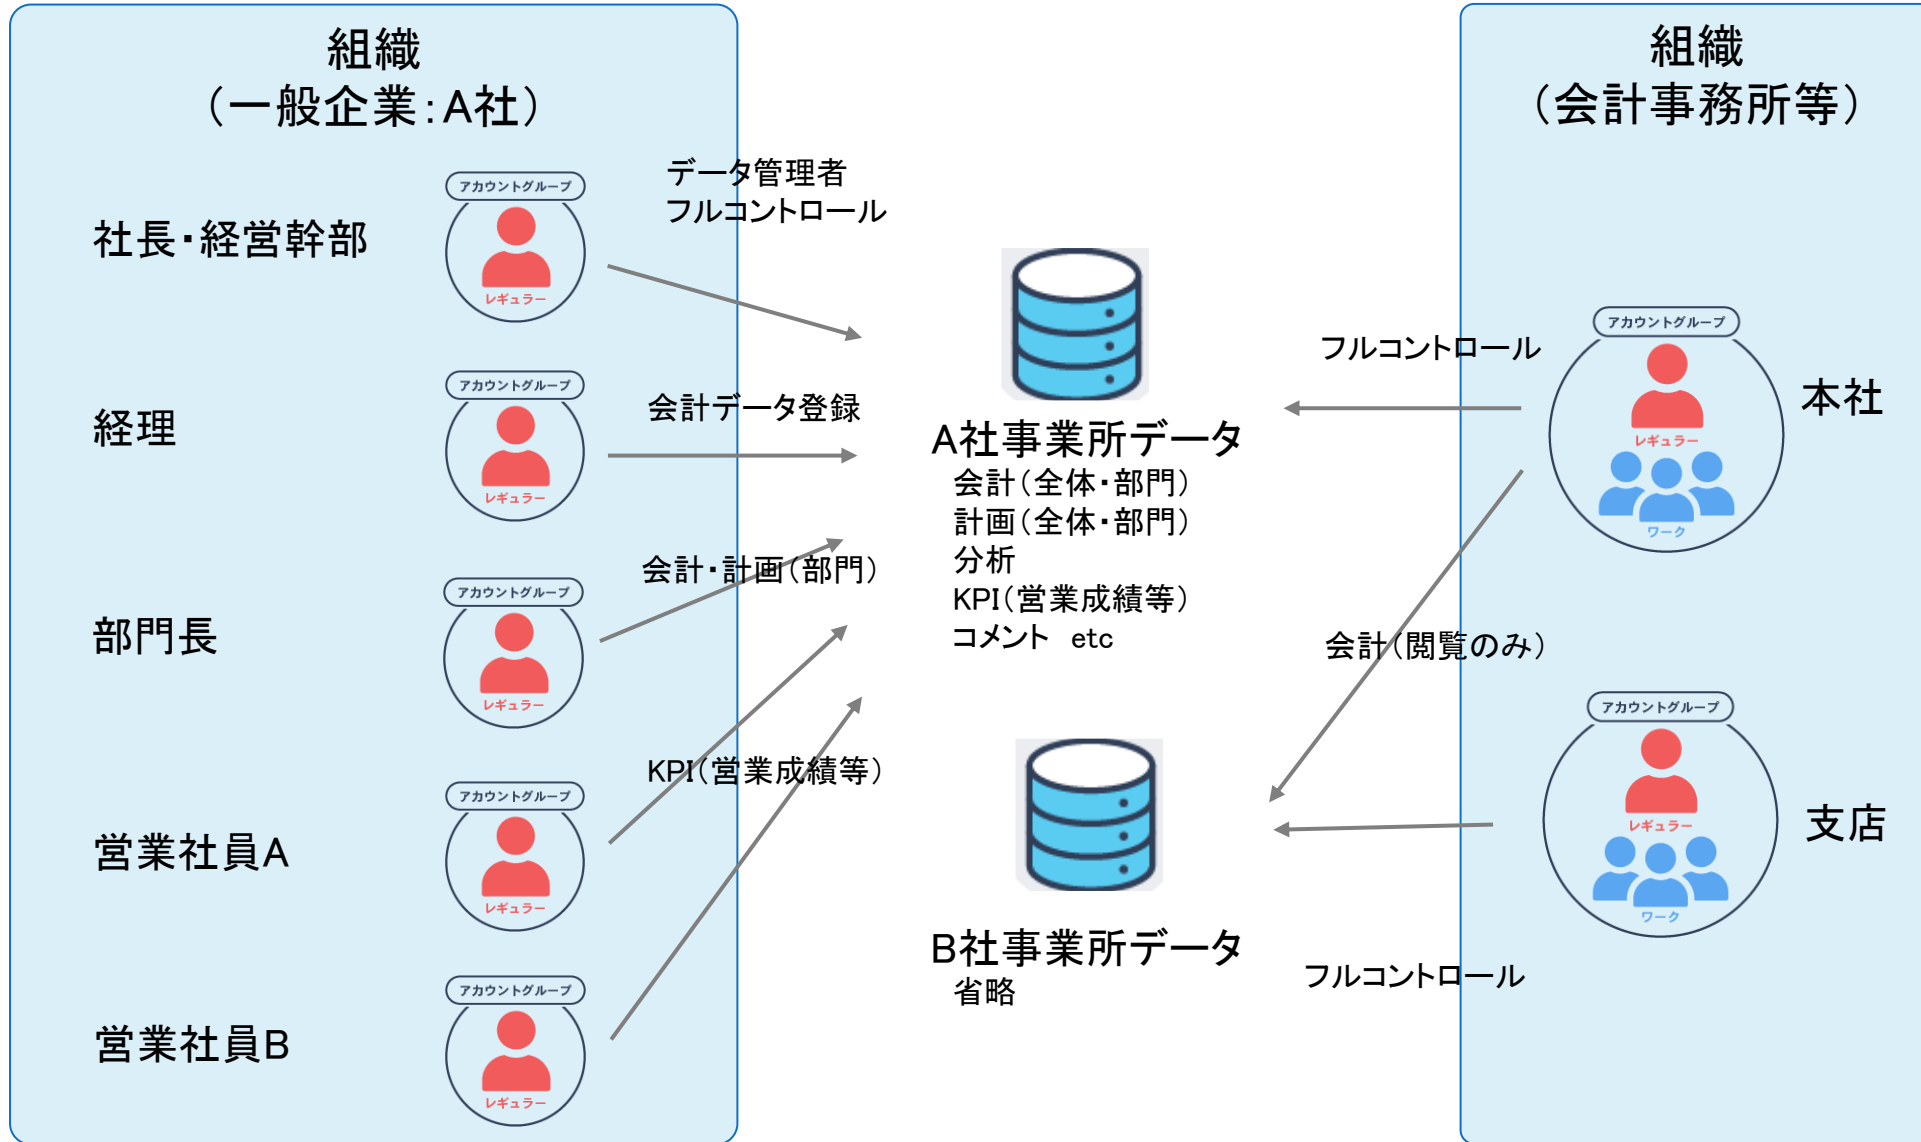 組織
（一般企業：A社）
社長・経営幹部
アカウントグループ
レギュラー
データ管理者
フルコントロール
経理
アカウントグループ
レギュラー
会計データ登録
部門長
アカウントグループ
レギュラー
会計・計画（部門）
営業社員A
アカウントグループ
レギュラー
KPI（営業成績等）
営業社員B
アカウントグループ
レギュラー
A社事業所データ
会計（全体・部門）
計画（全体・部門）
分析
KPI（営業成績等）
コメント　etc
B社事業所データ
省略
組織
（会計事務所等）
フルコントロール
アカウントグループ
レギュラー
ワーク
本社
会計（閲覧のみ）
アカウントグループ
レギュラー
ワーク
支店
フルコントロール